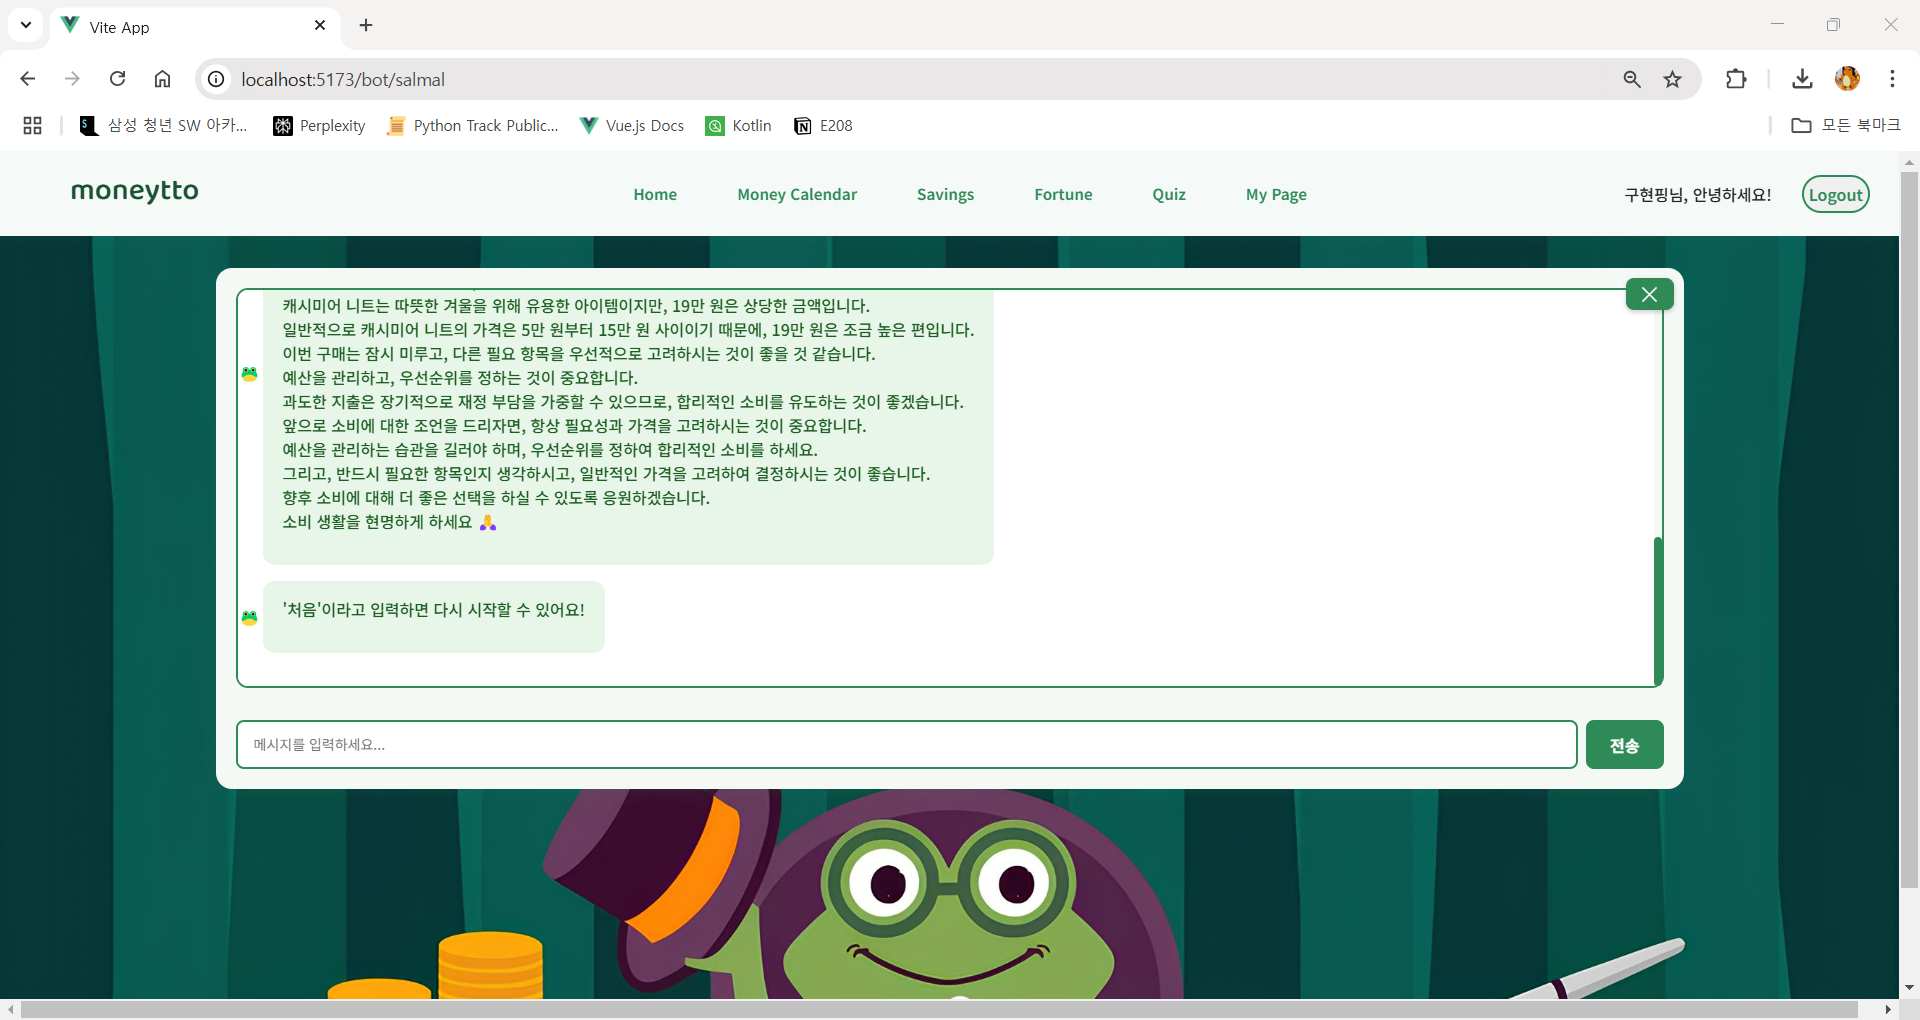 Vite App
localhost:5173/bot/salmal
삼성 청년 SW 아카...
Perplexity
Python Track Public...
Vue.js Docs
Kotlin
E208
모든 북마크
moneytto
Home
Money Calendar
Savings
Fortune
Quiz
My Page
구현핑님, 안녕하세요!
Logout
캐시미어 니트는 따뜻한 겨울을 위해 유용한 아이템이지만, 19만 원은 상당한 금액입니다.
일반적으로 캐시미어 니트의 가격은 5만 원부터 15만 원 사이이기 때문에, 19만 원은 조금 높은 편입니다.
이번 구매는 잠시 미루고, 다른 필요 항목을 우선적으로 고려하시는 것이 좋을 것 같습니다.
예산을 관리하고, 우선순위를 정하는 것이 중요합니다.
과도한 지출은 장기적으로 재정 부담을 가중할 수 있으므로, 합리적인 소비를 유도하는 것이 좋겠습니다.
앞으로 소비에 대한 조언을 드리자면, 항상 필요성과 가격을 고려하시는 것이 중요합니다.
예산을 관리하는 습관을 길러야 하며, 우선순위를 정하여 합리적인 소비를 하세요.
그리고, 반드시 필요한 항목인지 생각하시고, 일반적인 가격을 고려하여 결정하시는 것이 좋습니다.
향후 소비에 대해 더 좋은 선택을 하실 수 있도록 응원하겠습니다.
소비 생활을 현명하게 하세요 🙏
'처음'이라고 입력하면 다시 시작할 수 있어요!
메시지를 입력하세요...
전송